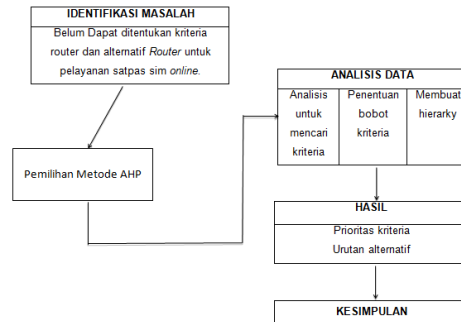 IDENTIFIKASI MASALAH
Belum Dapat ditentukan kriteria
router dan alternatif Router untuk
pelayanan satpas sim online.
Pemilihan Metode AHP
ANALISIS DATA
Analisis
untuk
mencari
kriteria
Penentuan
bobot
kriteria
Membuat
hierarky
HASIL
Prioritas kriteria
Urutan alternatif
KESIMPULAN